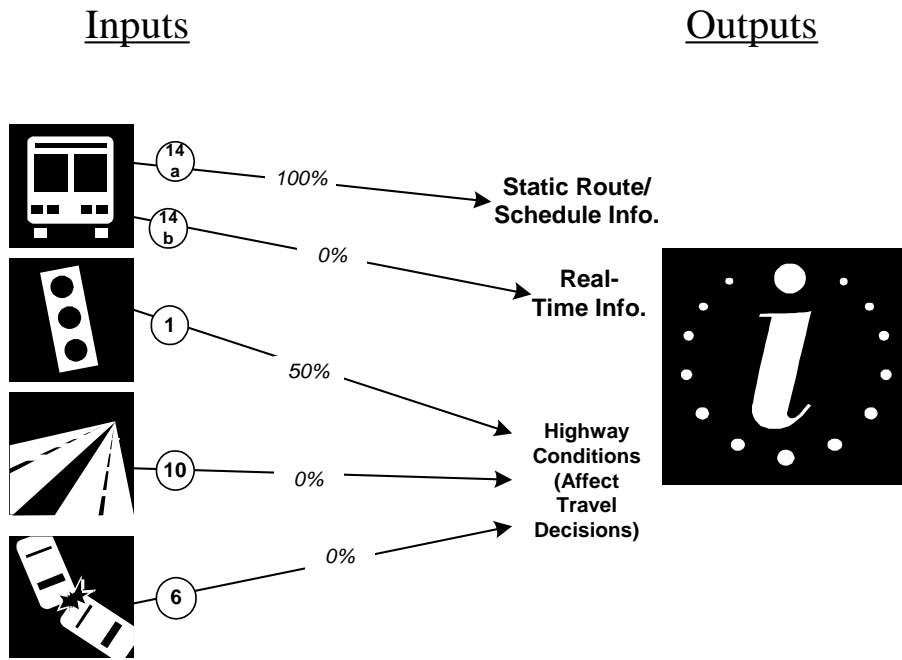 Inputs
Outputs
14
a
100%
Static Route/
Schedule Info.
14
b
0%
Real-
Time Info.
1
50%
Highway
Conditions
(Affect
Travel
Decisions)
10
0%
6
0%
i